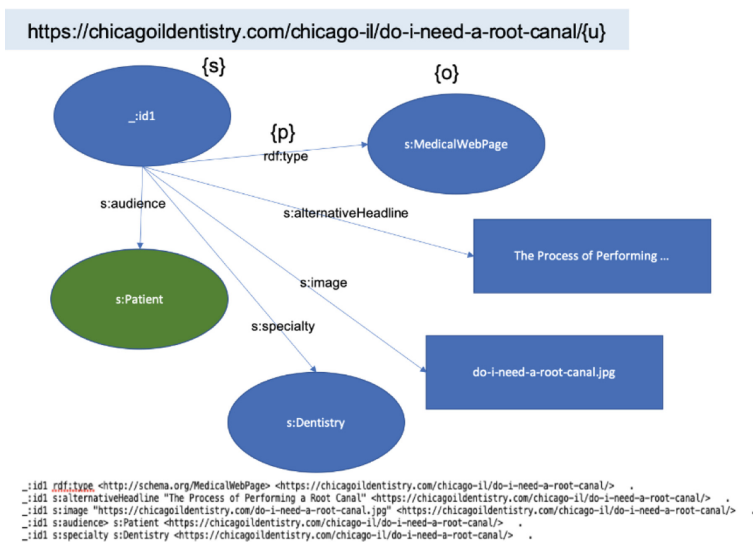 https://chicagoildentistry.com/chicago-il/do-i-need-a-root-canal/{u}
{s}
{o}
_:id1
{p}
s:MedicalWebPage
rdf:type
s:audience
s:alternativeHeadline
The Process of Performing ...
s:image
s:Patient
s:specialty
do-i-need-a-root-canal.jpg
s:Dentistry
_:id1 rdf:type <http://schema.org/MedicalWebPage> <https://chicagoildentistry.com/chicago-il/do-i-need-a-root-canal/> .
_:id1 s:alternativeHeadline "The Process of Performing a Root Canal" <https://chicagoildentistry.com/chicago-il/do-i-need-a-root-canal/> .
_:id1 s:image "https://chicagoildentistry.com/do-i-need-a-root-canal.jpg" <https://chicagoildentistry.com/chicago-il/do-i-need-a-root-canal/> .
_:id1 s:audience> s:Patient <https://chicagoildentistry.com/chicago-il/do-i-need-a-root-canal/> .
_:id1 s:specialty s:Dentistry <https://chicagoildentistry.com/chicago-il/do-i-need-a-root-canal/> .